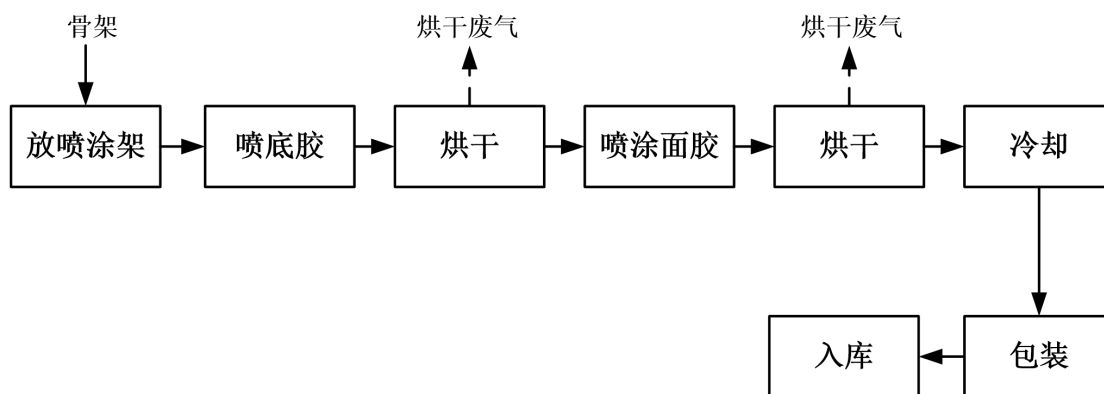 骨架
烘干废气
烘干废气
放喷涂架
喷底胶
烘干
喷涂面胶
烘干
冷却
入库
包装